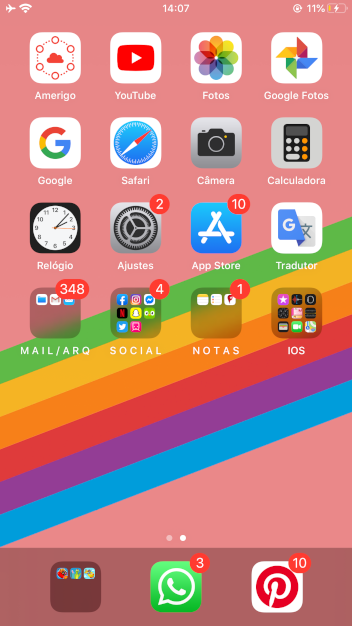 14:07
11%
Amerigo
YouTube
Fotos
Google Fotos
Google
Safari
Câmera
Calculadora
2
10
Relógio
Ajustes
App Store
Tradutor
348
4
1
MAIL/ARQ
SOCIAL
NOTAS
IOS
3
10